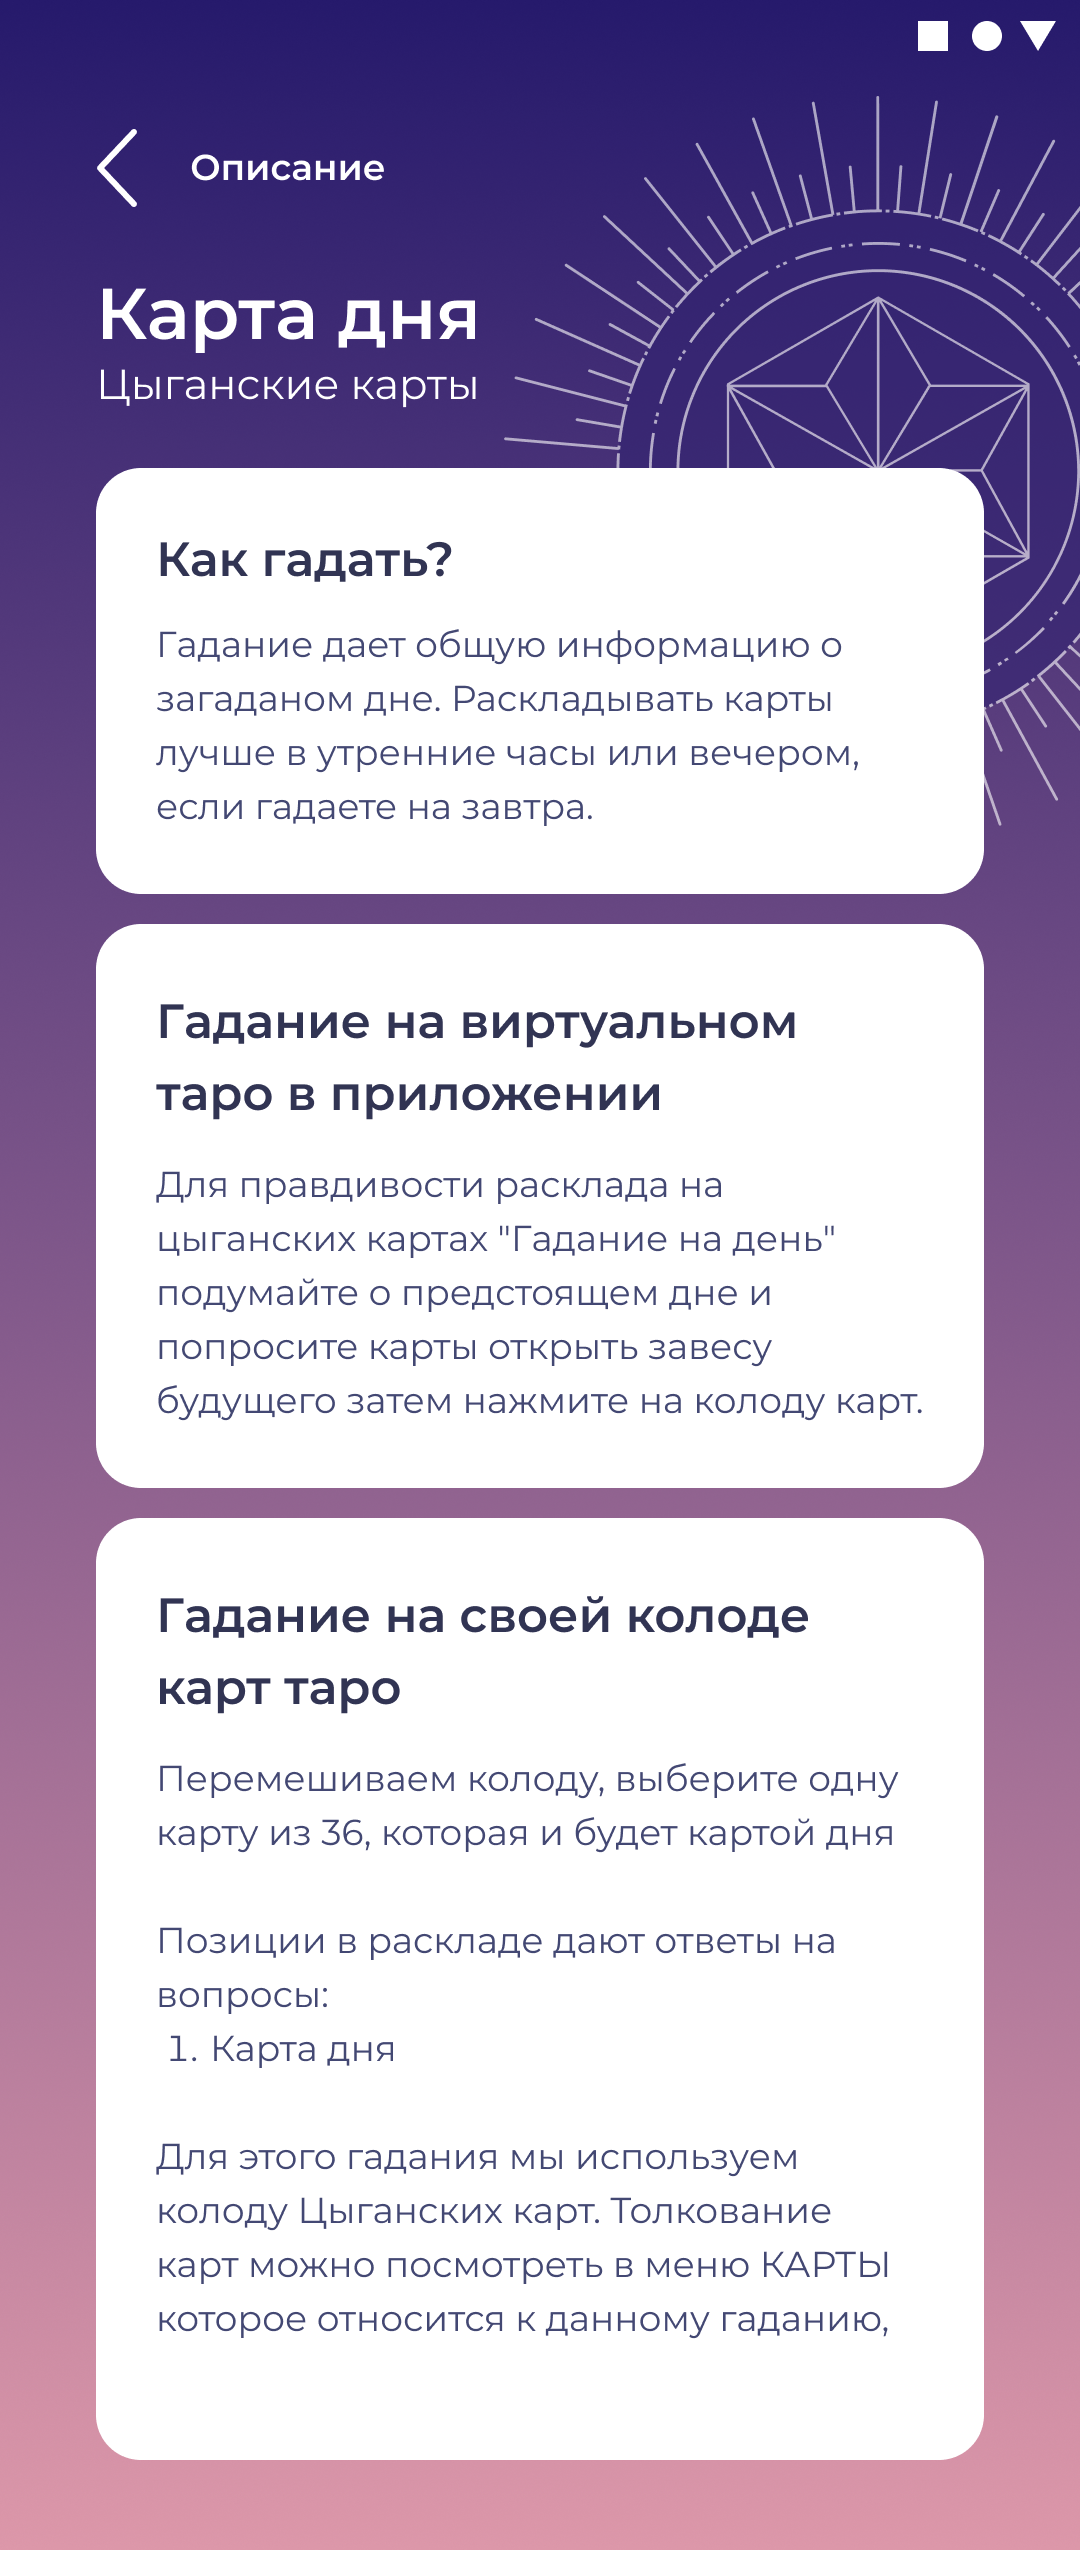 Описание
Карта дня
Цыганские карты
Как гадать?
Гадание дает общую информацию о
загаданом дне. Раскладывать карты
лучше в утренние часы или вечером,
если гадаете на завтра.
Гадание на виртуальном
таро в приложении
Для правдивости расклада на
цыганских картах "Гадание на день"
подумайте о предстоящем дне и
попросите карты открыть завесу
будущего затем нажмите на колоду карт.
Гадание на своей колоде
карт таро
Перемешиваем колоду, выберите одну
карту из 36, которая и будет картой дня
Позиции в раскладе дают ответы на
вопросы:
1. Карта дня
Для этого гадания мы используем
колоду Цыганских карт. Толкование
карт можно посмотреть в меню КАРТЫ
которое относится к данному гаданию,